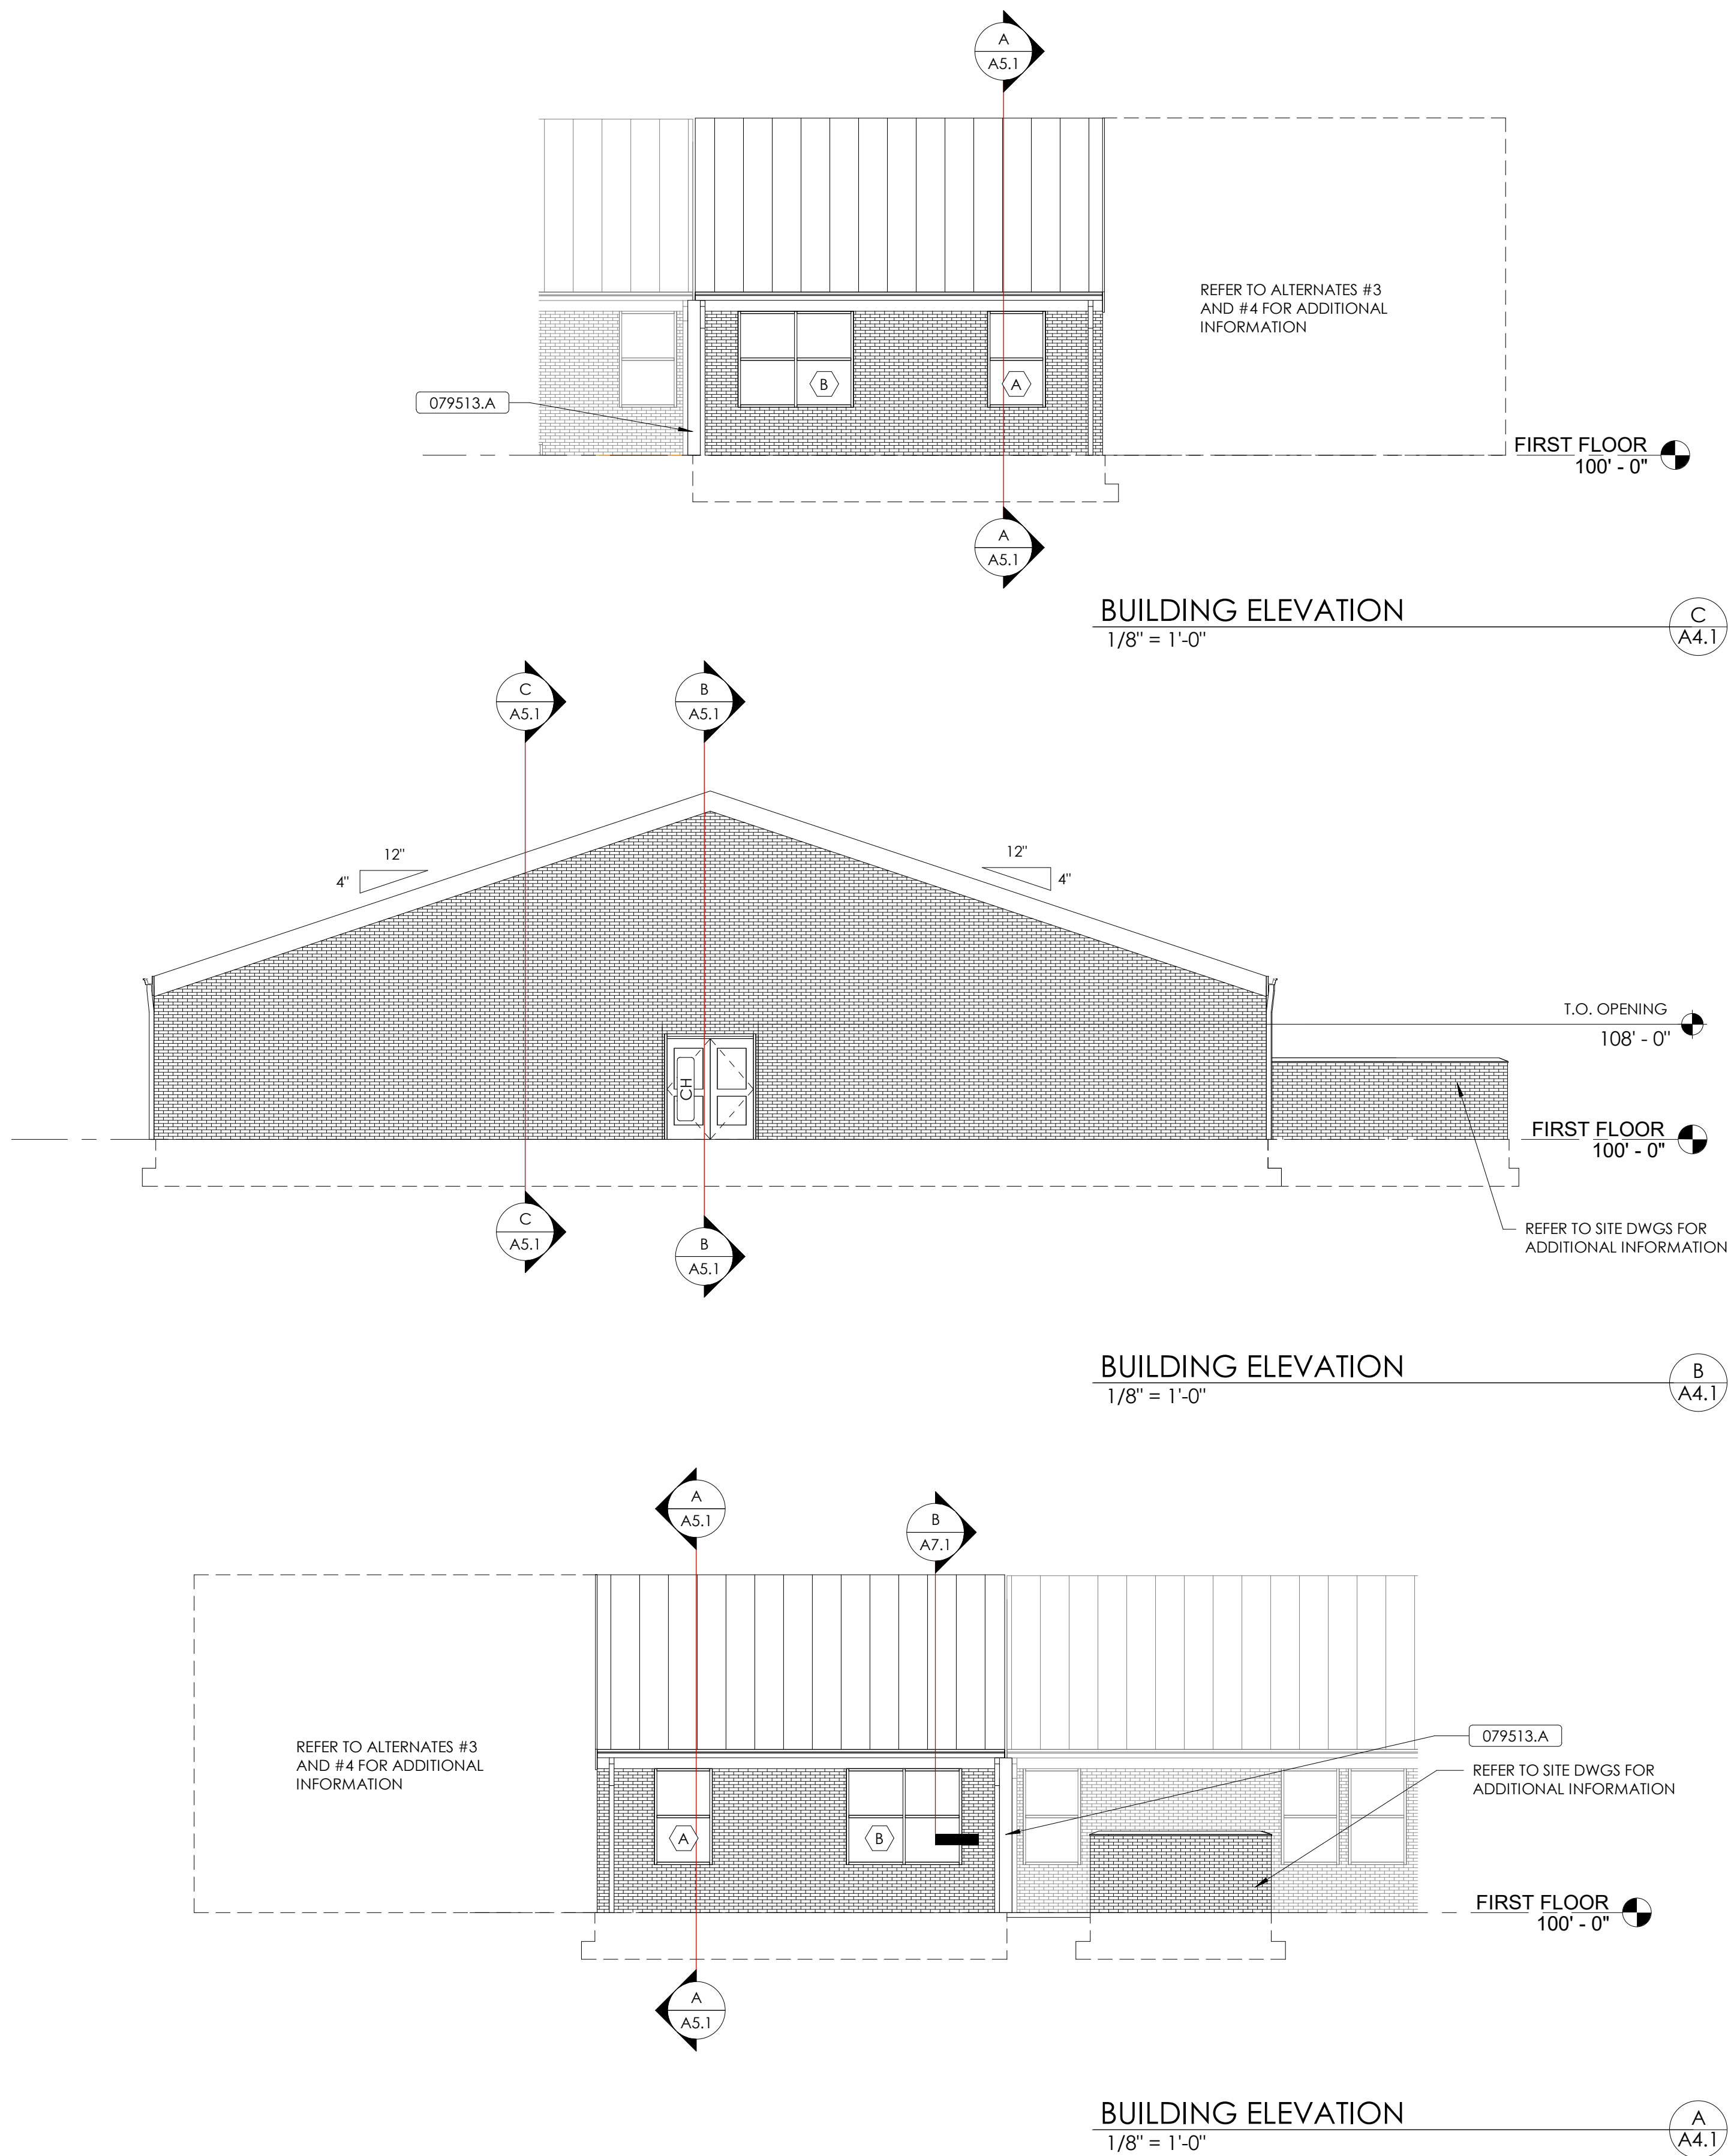 A
A5.1
REFER TO ALTERNATES #3
AND #4 FOR ADDITIONAL
INFORMATION
B
A
079513.A
FIRST FLOOR
100' - 0"
A
A5.1
BUILDING ELEVATION
1/8" = 1'-0"
C
A4.1
C
A5.1
B
A5.1
12"
4"
12"
4"
T.O. OPENING
108' - 0"
CH
FIRST FLOOR
100' - 0"
C
A5.1
B
A5.1
REFER TO SITE DWGS FOR
ADDITIONAL INFORMATION
BUILDING ELEVATION
1/8" = 1'-0"
B
A4.1
A
A5.1
B
A7.1
REFER TO ALTERNATES #3
AND #4 FOR ADDITIONAL
INFORMATION
079513.A
REFER TO SITE DWGS FOR
ADDITIONAL INFORMATION
A
B
FIRST FLOOR
100' - 0"
A
A5.1
BUILDING ELEVATION
1/8" = 1'-0"
A
A4.1